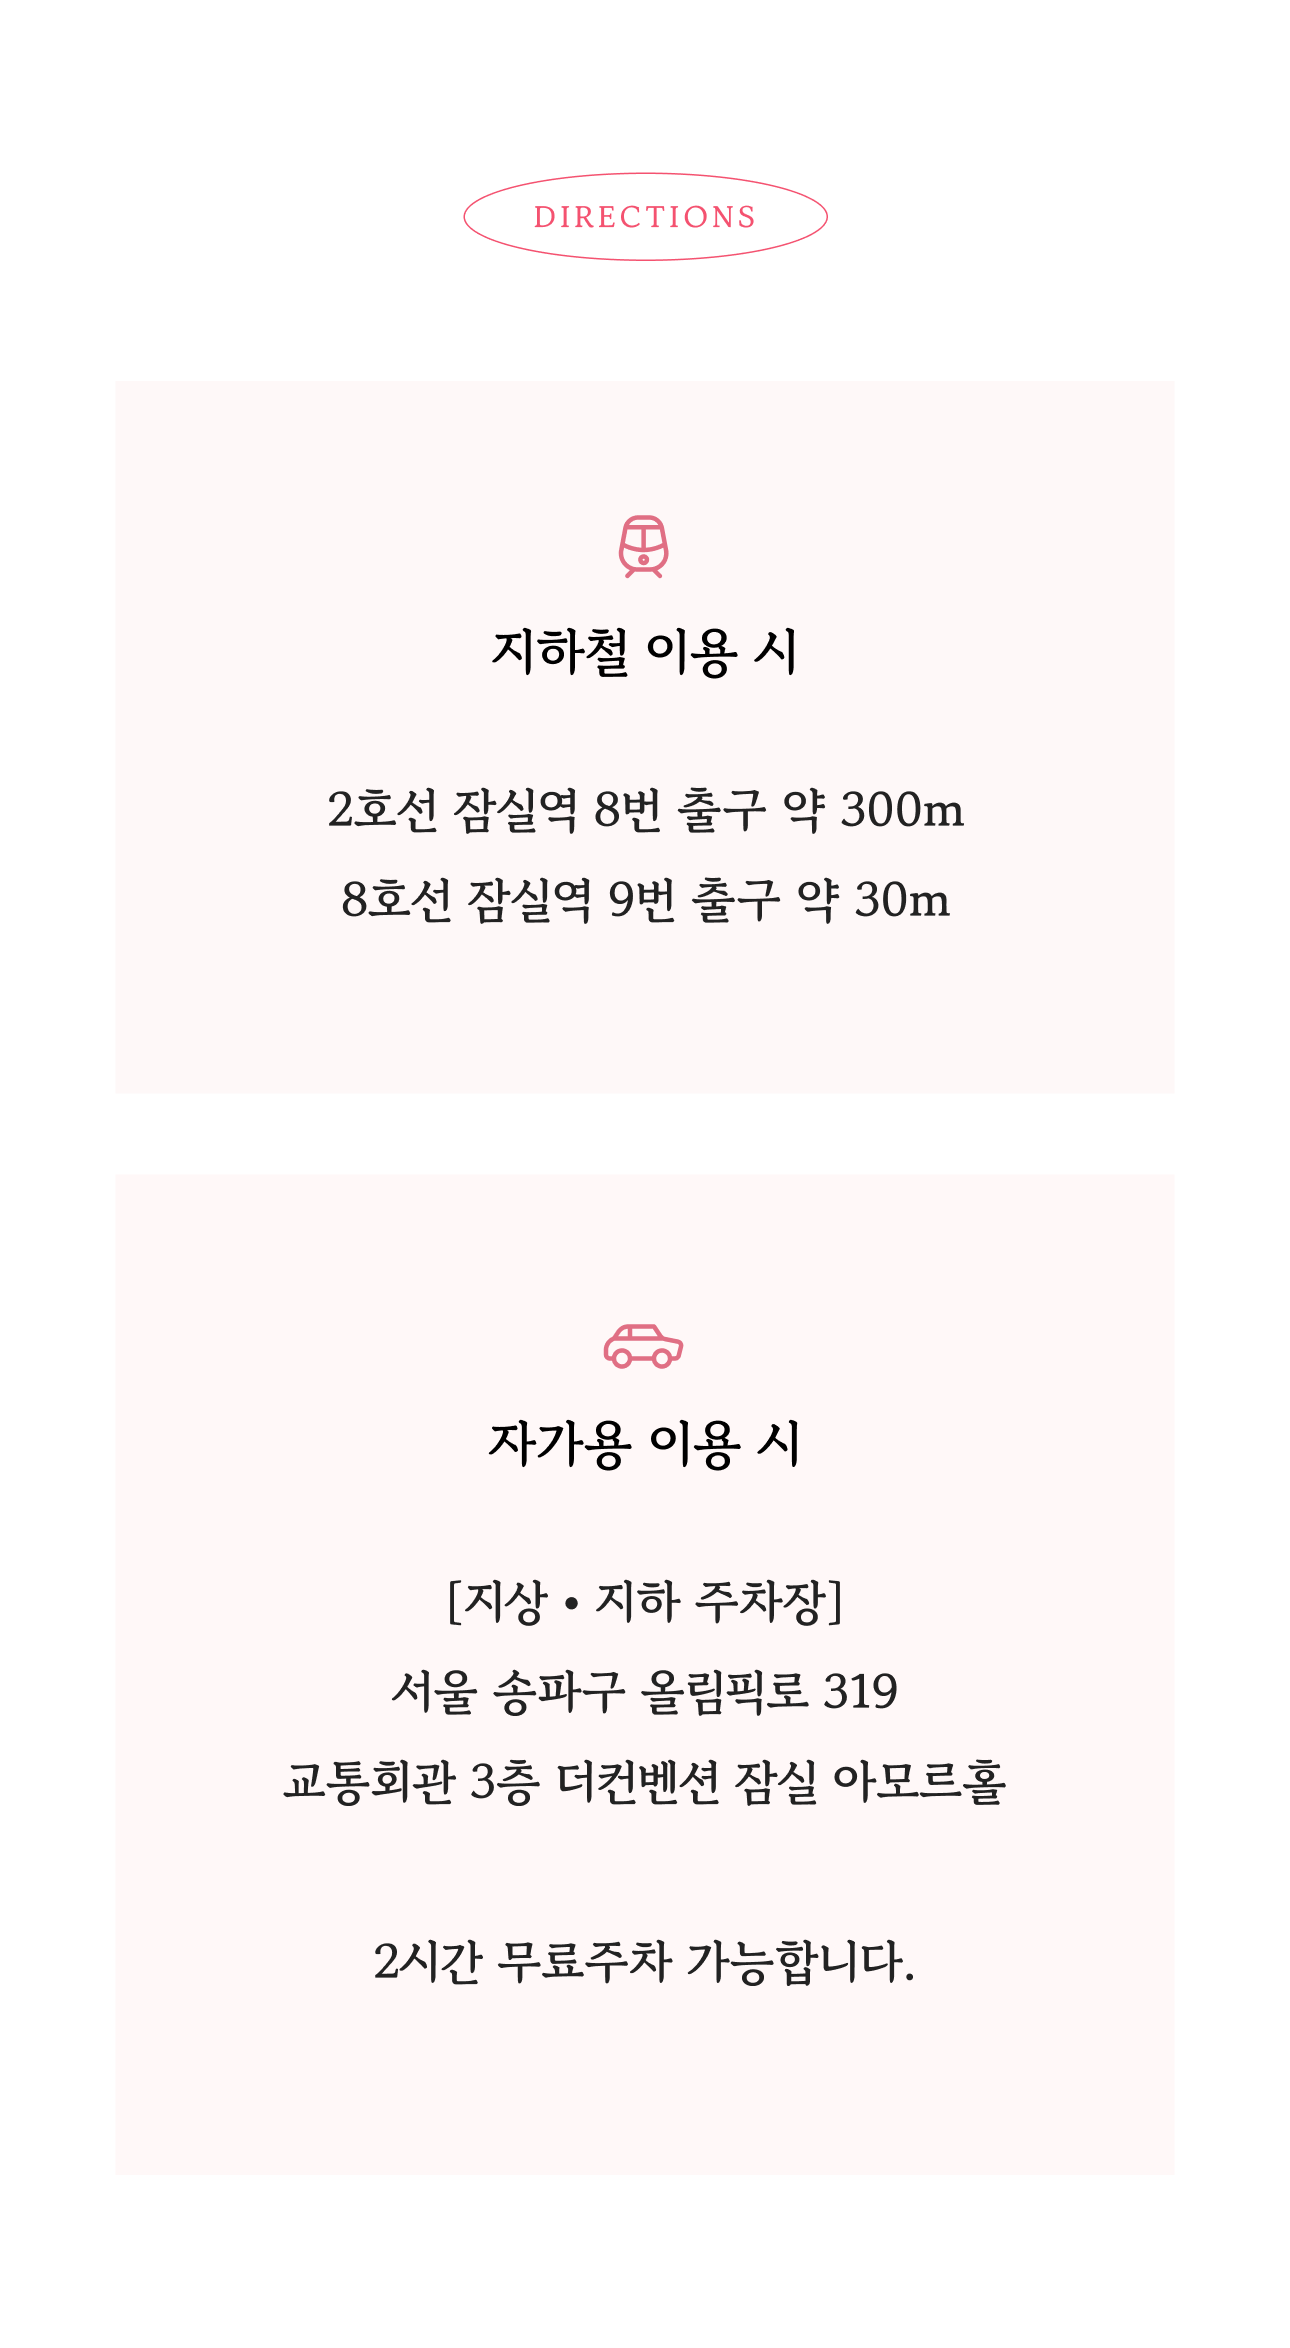 DIRECTIONS
지하철 이용 시
2호선 잠실역 8번 출구 약 300m
8호선 잠실역 9번 출구 약 30m
자가용 이용 시
[지상 • 지하 주차장]
서울 송파구 올림픽로 319
교통회관 3층 더컨벤션 잠실 아모르홀
2시간 무료주차 가능합니다.